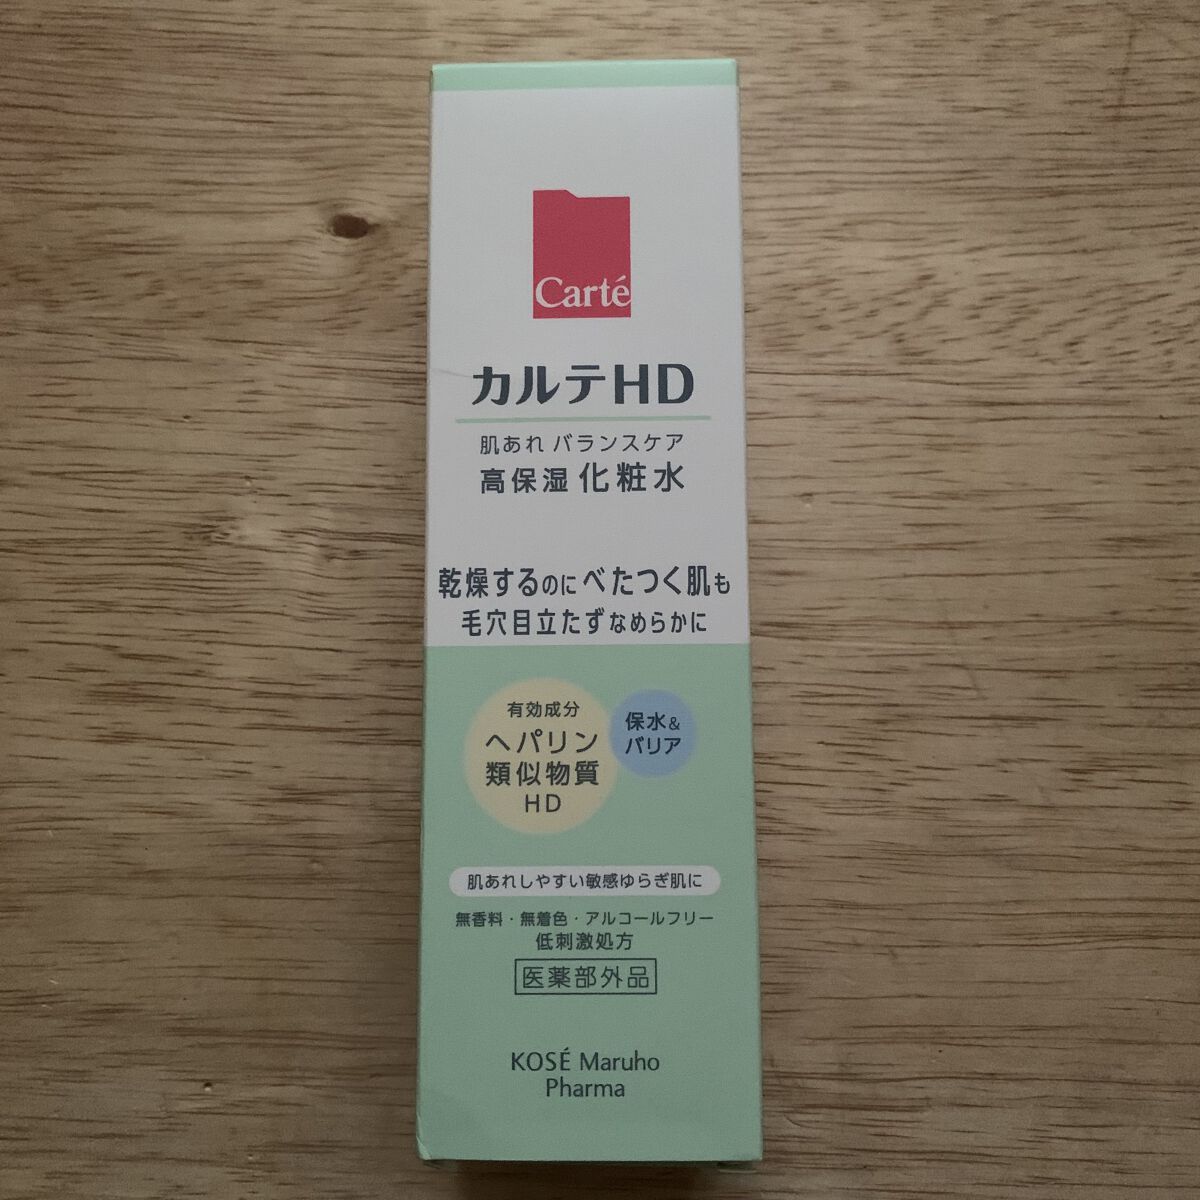 Carté
カルテHD
肌あれ バランスケア
高保湿 化粧水
乾燥するのにべたつく肌も
毛穴目立たずなめらかに
有効成分
ヘパリン
類似物質
HD
保水&
バリア
肌あれしやすい敏感ゆらぎ肌に
無香料・無着色・アルコールフリー
低刺激処方
医薬部外品
KOSÉ Maruho
Pharma